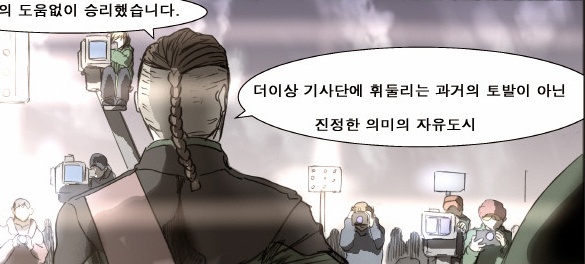 의 도움없이 승리했습니다.
더이상 기사단에 휘둘리는 과거의 토발이 아닌
진정한 의미의 자유도시